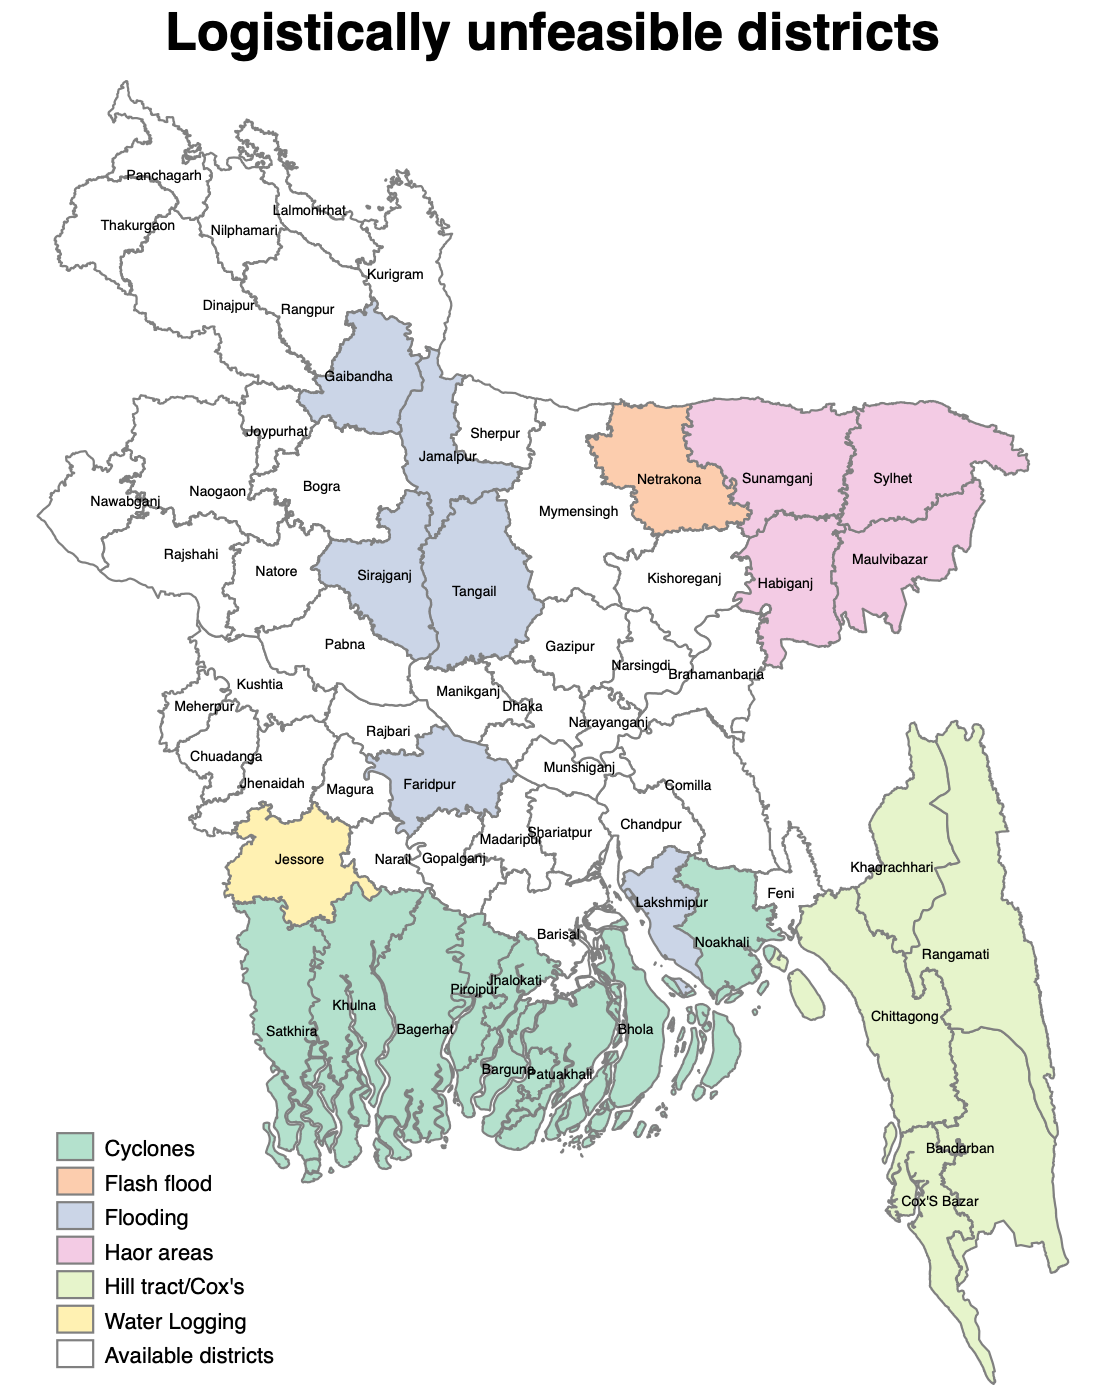 Logistically unfeasible districts
Panchagarh
Thakurgaon
Nilphamari
Lalmonirhat
Kurigram
Dinajpur
Rangpur
Gaibandha
Joypurhat
Sherpur
Jamalpur
Nawabganj
Naogaon
Bogra
Mymensingh
Netrakona
Sunamganj
Sylhet
Rajshahi
Natore
Sirajganj
Tangail
Kishoreganj
Habiganj
Maulvibazar
Pabna
Gazipur
Narsingdi
Brahamanbaria
Kushtia
Meherpur
Manikganj
Dhaka
Narayanganj
Rajbari
Chuadanga
Jhenaidah
Magura
Faridpur
Munshiganj
Comilla
Madaripur
Shariatpur
Chandpur
Jessore
Narail
Gopalganj
Khagrachhari
Lakshmipur
Feni
Barisal
Noakhali
Rangamati
Pirojpur
Jhalokati
Khulna
Satkhira
Bagerhat
Bhola
Chittagong
Barguna
Patuakhali
Bandarban
Cox'S Bazar
Cyclones
Flash flood
Flooding
Haor areas
Hill tract/Cox's
Water Logging
Available districts